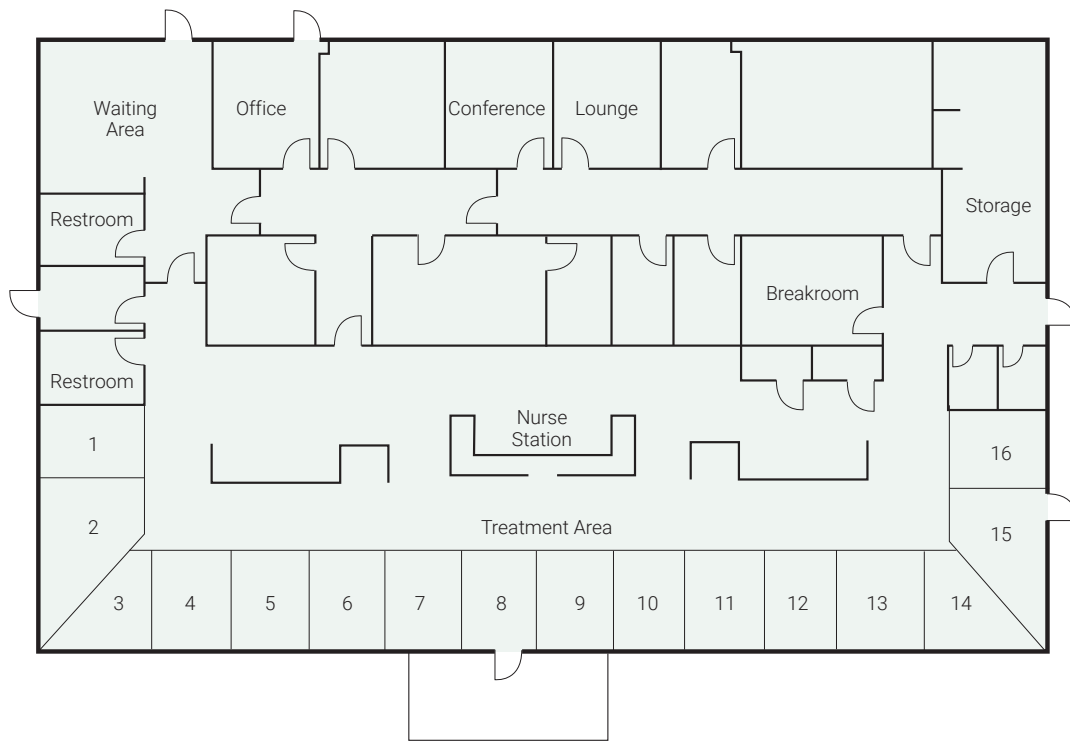 Waiting
Area
Office
Conference
Lounge
Restroom
Storage
Breakroom
Restroom
Nurse
Station
1
16
2
Treatment Area
15
3
4
5
6
7
8
9
10
11
12
13
14